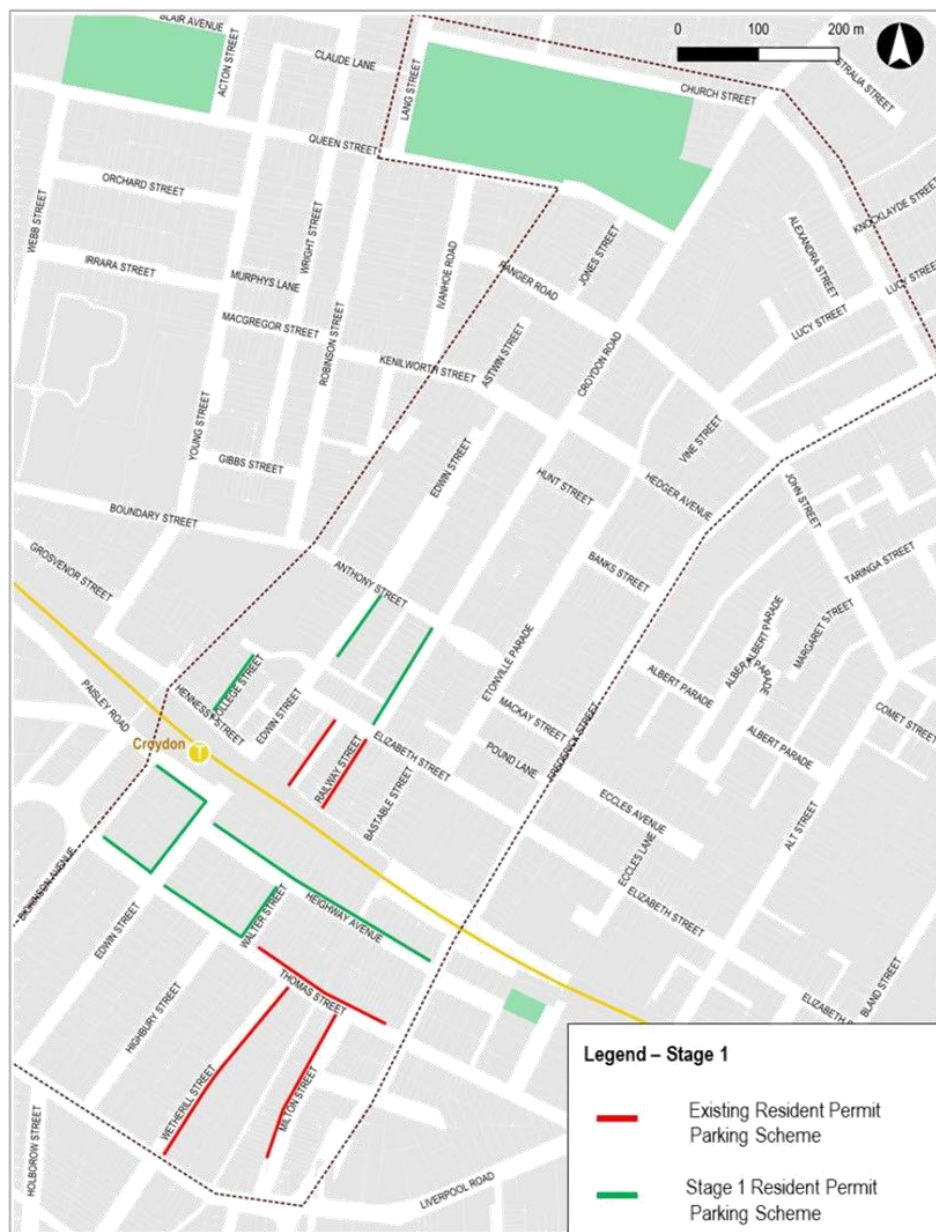 BLAIR AVENUE
ACTON STREET
CLAUDE LANE
LANG STREET
0 100 200 m
CHURCH STREET
QUEEN STREET
ORCHARD STREET
WEBB STREET
WRIGHT STREET
IRRARA STREET
MURPHYS LANE
IVANHOE ROAD
RANGER ROAD
JONES STREET
ALEXANDRA STREET
KNOCKLAYDE STREET
LUCY STREET
LUCY STREET
MACGREGOR STREET
ROBINSON STREET
KENILWORTH STREET
ASTWIN STREET
CROYDON ROAD
YOUNG STREET
GIBBS STREET
EDWIN STREET
HUNT STREET
VINE STREET
HEDGER AVENUE
JOHN STREET
BOUNDARY STREET
GROSVENOR STREET
ANTHONY STREET
BANKS STREET
TARINGA STREET
ETONVILLE PARADE
ALBERT PARADE
ALBERT PARADE
MARGARET STREET
PAISLEY ROAD
HENNESSY STREET
COLLEGE STREET
EDWIN STREET
MACKAY STREET
COMET STREET
Croydon
T
RAILWAY STREET
ELIZABETH STREET
POUND LANE
FREDERICK STREET
ALBERT PARADE
BASTABLE STREET
ECCLES AVENUE
ALT STREET
ECCLES LANE
EDWIN STREET
WALTER STREET
HEIGHWAY AVENUE
ELIZABETH STREET
THOMAS STREET
HIGHBURY STREET
BLAND STREET
WETHERILL STREET
MILTON STREET
HOLBOROW STREET
LIVERPOOL ROAD
Legend – Stage 1
Existing Resident Permit
Parking Scheme
Stage 1 Resident Permit
Parking Scheme